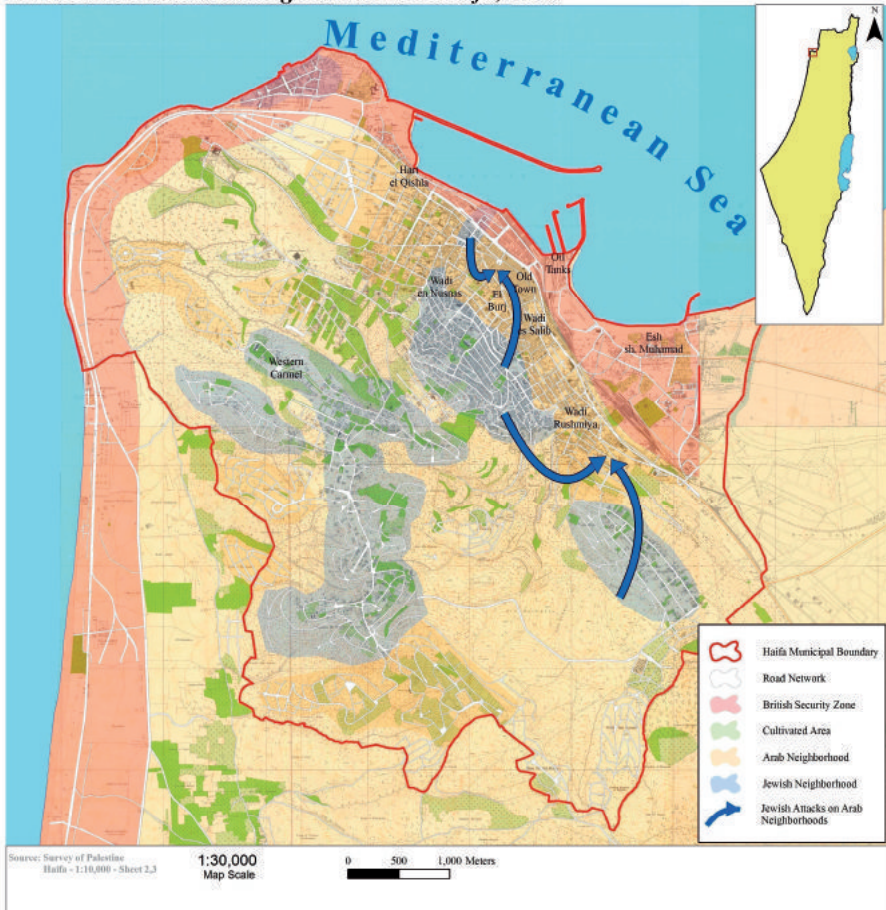 Mediterranean Sea
N
Hart
el Qishla
Wadi
en Nisnas
El
Burj
Old
Town
Oil
Tanks
Wadi
es Salib
Esh
sh. Muhamad
Western
Carmel
Wadi
Rushmiya
Haifa Municipal Boundary
Road Network
British Security Zone
Cultivated Area
Arab Neighborhood
Jewish Neighborhood
Jewish Attacks on Arab
Neighborhoods
Source: Survey of Palestine
Haifa - 1:10,000 - Sheet 2,3
1:30,000
Map Scale
0 500 1,000 Meters